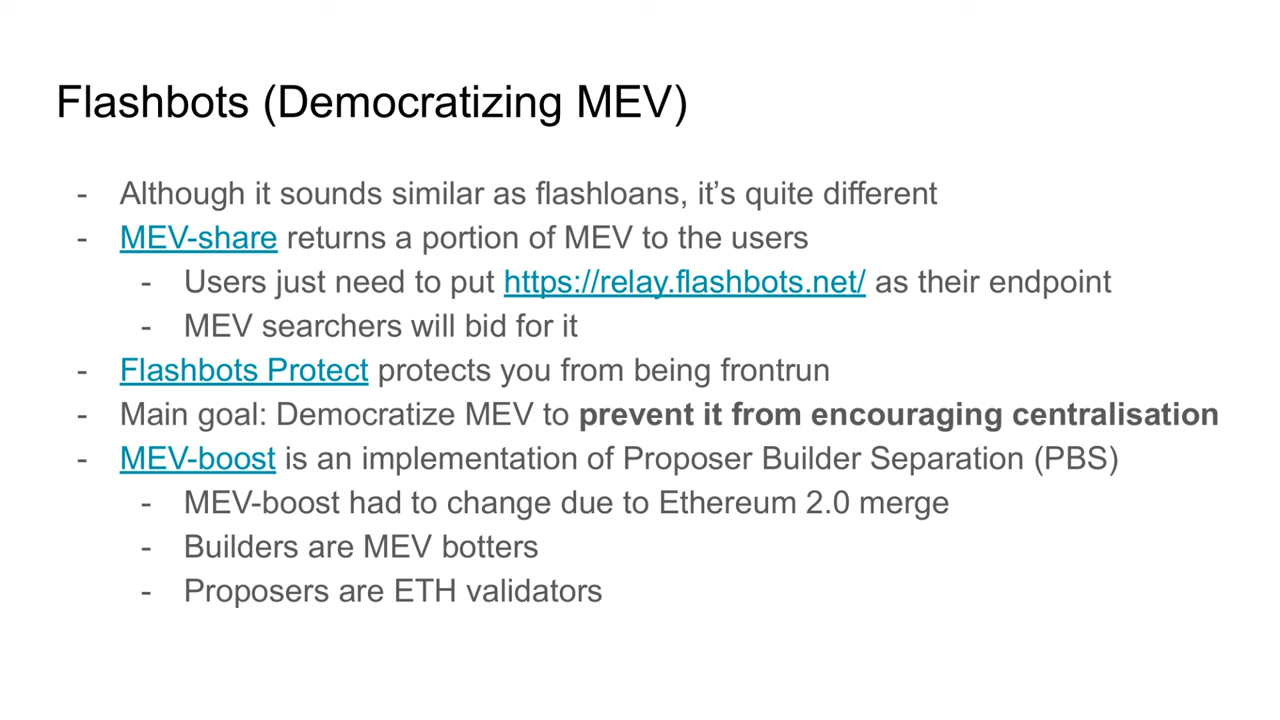 Flashbots (Democratizing MEV)
- Although it sounds similar as flashloans, it’s quite different
- MEV-share returns a portion of MEV to the users
- Users just need to put https://relay.flashbots.net/ as their endpoint
- MEV searchers will bid for it
- Flashbots Protect protects you from being frontrun
- Main goal: Democratize MEV to prevent it from encouraging centralisation
- MEV-boost is an implementation of Proposer Builder Separation (PBS)
- MEV-boost had to change due to Ethereum 2.0 merge
- Builders are MEV botters
- Proposers are ETH validators